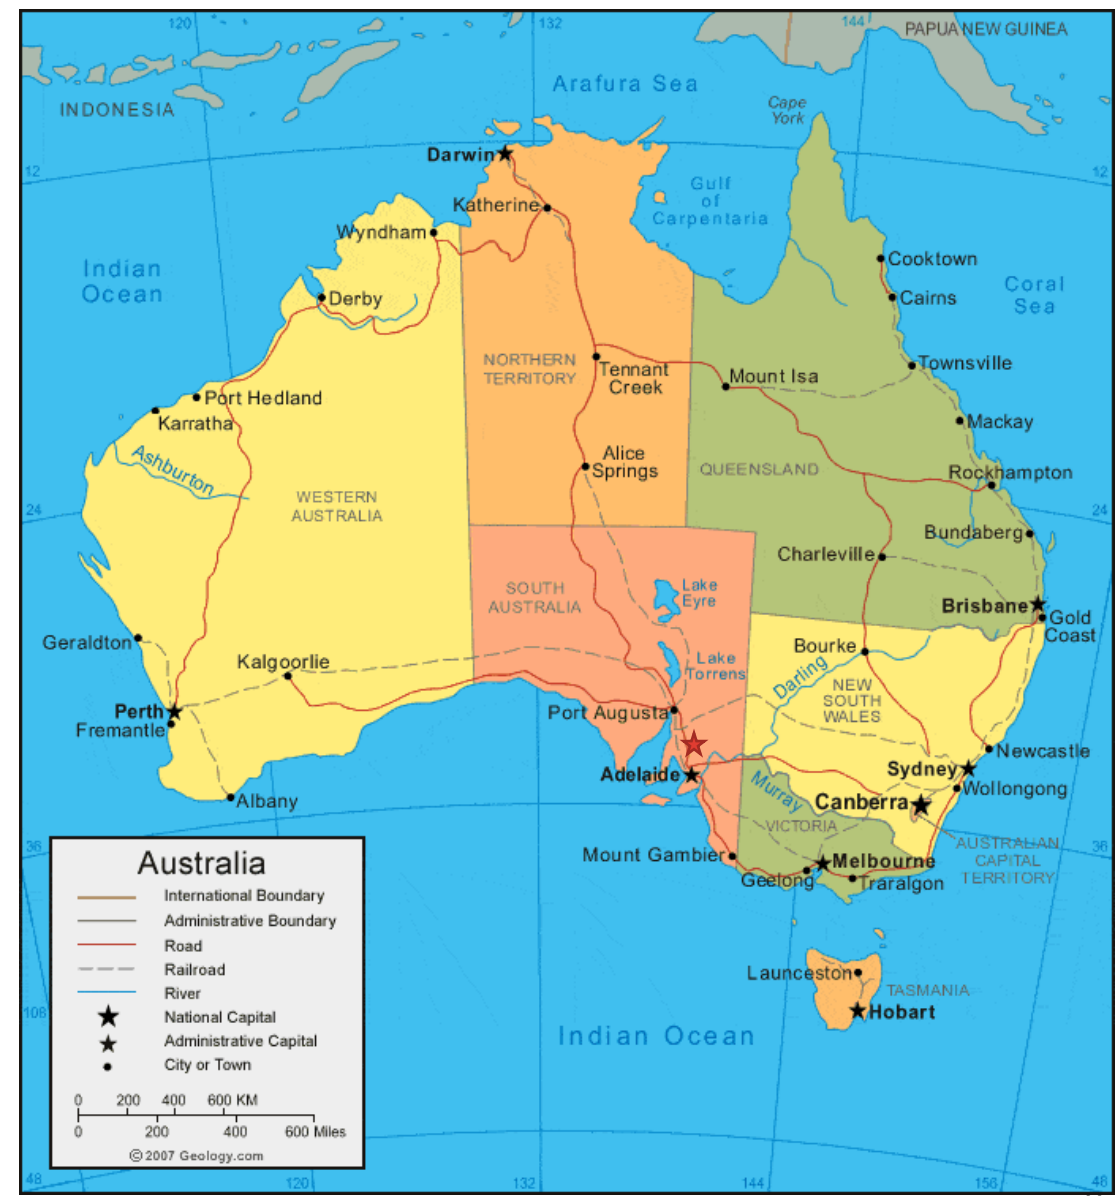 120
132
144
PAPUA NEW GUINEA
Arafura Sea
INDONESIA
Cape
York
Darwin
12
12
Gulf
of
Carpentaria
Katherine
Wyndham
Indian
Ocean
Cooktown
Coral
Sea
Derby
Cairns
NORTHERN
TERRITORY
Tennant
Creek
Townsville
Mount Isa
Port Hedland
Karratha
Mackay
Ashburton
Alice
Springs
QUEENSLAND
Rockhampton
WESTERN
AUSTRALIA
24
24
Bundaberg
Charleville
SOUTH
AUSTRALIA
Lake
Eyre
Brisbane
Gold
Coast
Geraldton
Bourke
Kalgoorlie
Lake
Torrens
Darling
NEW
SOUTH
WALES
Perth
Fremantle
Port Augusta
Newcastle
Adelaide
Sydney
Wollongong
Murray
Canberra
Albany
VICTORIA
AUSTRALIAN
CAPITAL
TERRITORY
36
36
Mount Gambier
Melbourne
Geelong
Traralgon
Launceston
TASMANIA
Hobart
Indian Ocean
108
Australia
International Boundary
Administrative Boundary
Road
Railroad
River
National Capital
Administrative Capital
City or Town
0 200 400 600 KM
0 200 400 600 Miles
©2007 Geology.com
48
120
132
144
156
48